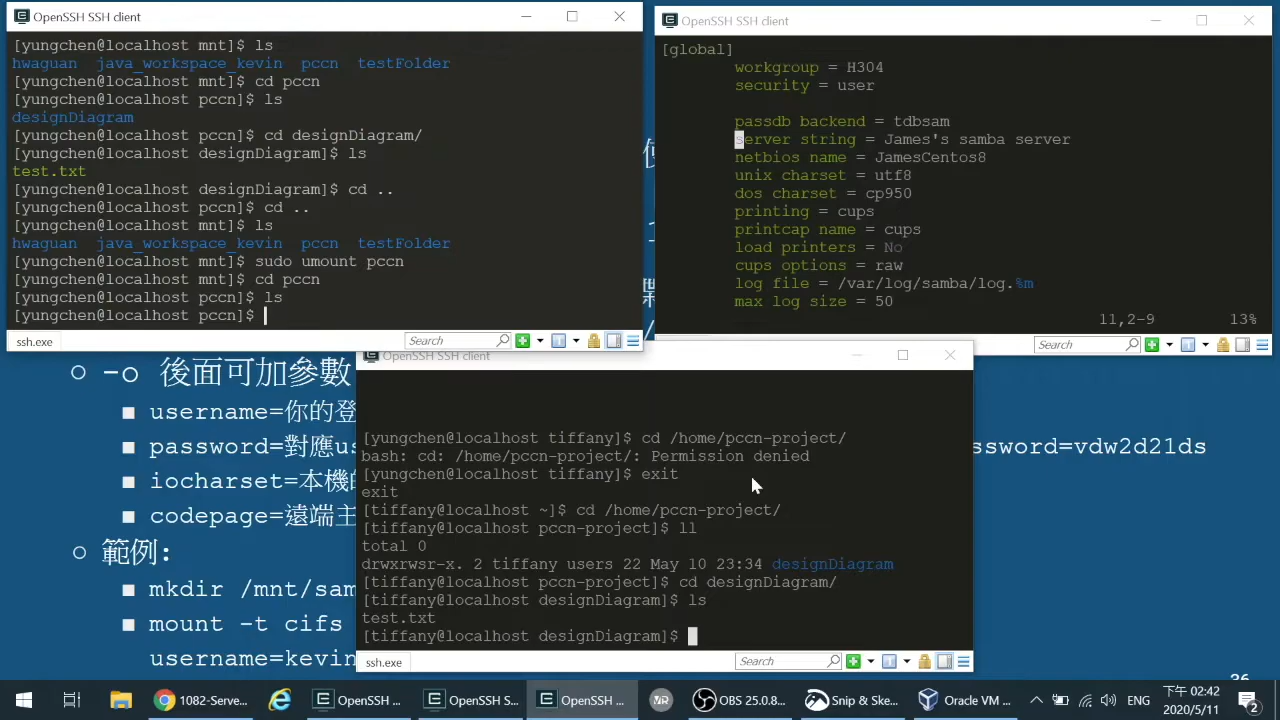 OpenSSH SSH client
[yungchen@localhost mnt]$ ls
hwaguan  java_workspace_kevin  pccn  testFolder
[yungchen@localhost mnt]$ cd pccn
[yungchen@localhost pccn]$ ls
designDiagram
[yungchen@localhost pccn]$ cd designDiagram/
[yungchen@localhost designDiagram]$ ls
test.txt
[yungchen@localhost designDiagram]$ cd ..
[yungchen@localhost pccn]$ cd ..
[yungchen@localhost mnt]$ ls
hwaguan  java_workspace_kevin  pccn  testFolder
[yungchen@localhost mnt]$ sudo umount pccn
[yungchen@localhost mnt]$ cd pccn
[yungchen@localhost pccn]$ ls
[yungchen@localhost pccn]$
ssh.exe
Search
OpenSSH SSH client
[global]
workgroup = H304
security = user
passdb backend = tdbsam
server string = James's samba server
netbios name = JamesCentos8
unix charset = utf8
dos charset = cp950
printing = cups
printcap name = cups
load printers = No
cups options = raw
log file = /var/log/samba/log.%m
max log size = 50
11,2-9 13%
Search
-o 後面可加參數
username=你的登
password=對應us
ssword=vdw2d21ds
iocharset=本機的
codepage=遠端主
範例:
mkdir /mnt/sam
mount -t cifs
username=kevin
OpenSSH SSH client
[yungchen@localhost tiffany]$ cd /home/pccn-project/
bash: cd: /home/pccn-project/: Permission denied
[yungchen@localhost tiffany]$ exit
exit
[tiffany@localhost ~]$ cd /home/pccn-project/
[tiffany@localhost pccn-project]$ ll
total 0
drwxrwsr-x. 2 tiffany users 22 May 10 23:34 designDiagram
[tiffany@localhost pccn-project]$ cd designDiagram/
[tiffany@localhost designDiagram]$ ls
test.txt
[tiffany@localhost designDiagram]$
ssh.exe
Search
1082-Serve...
OpenSSH ...
OpenSSH S...
OpenSSH ...
OBS 25.0.8...
Snip & Ske...
Oracle VM ...
ENG
下午 02:42
2020/5/11
2